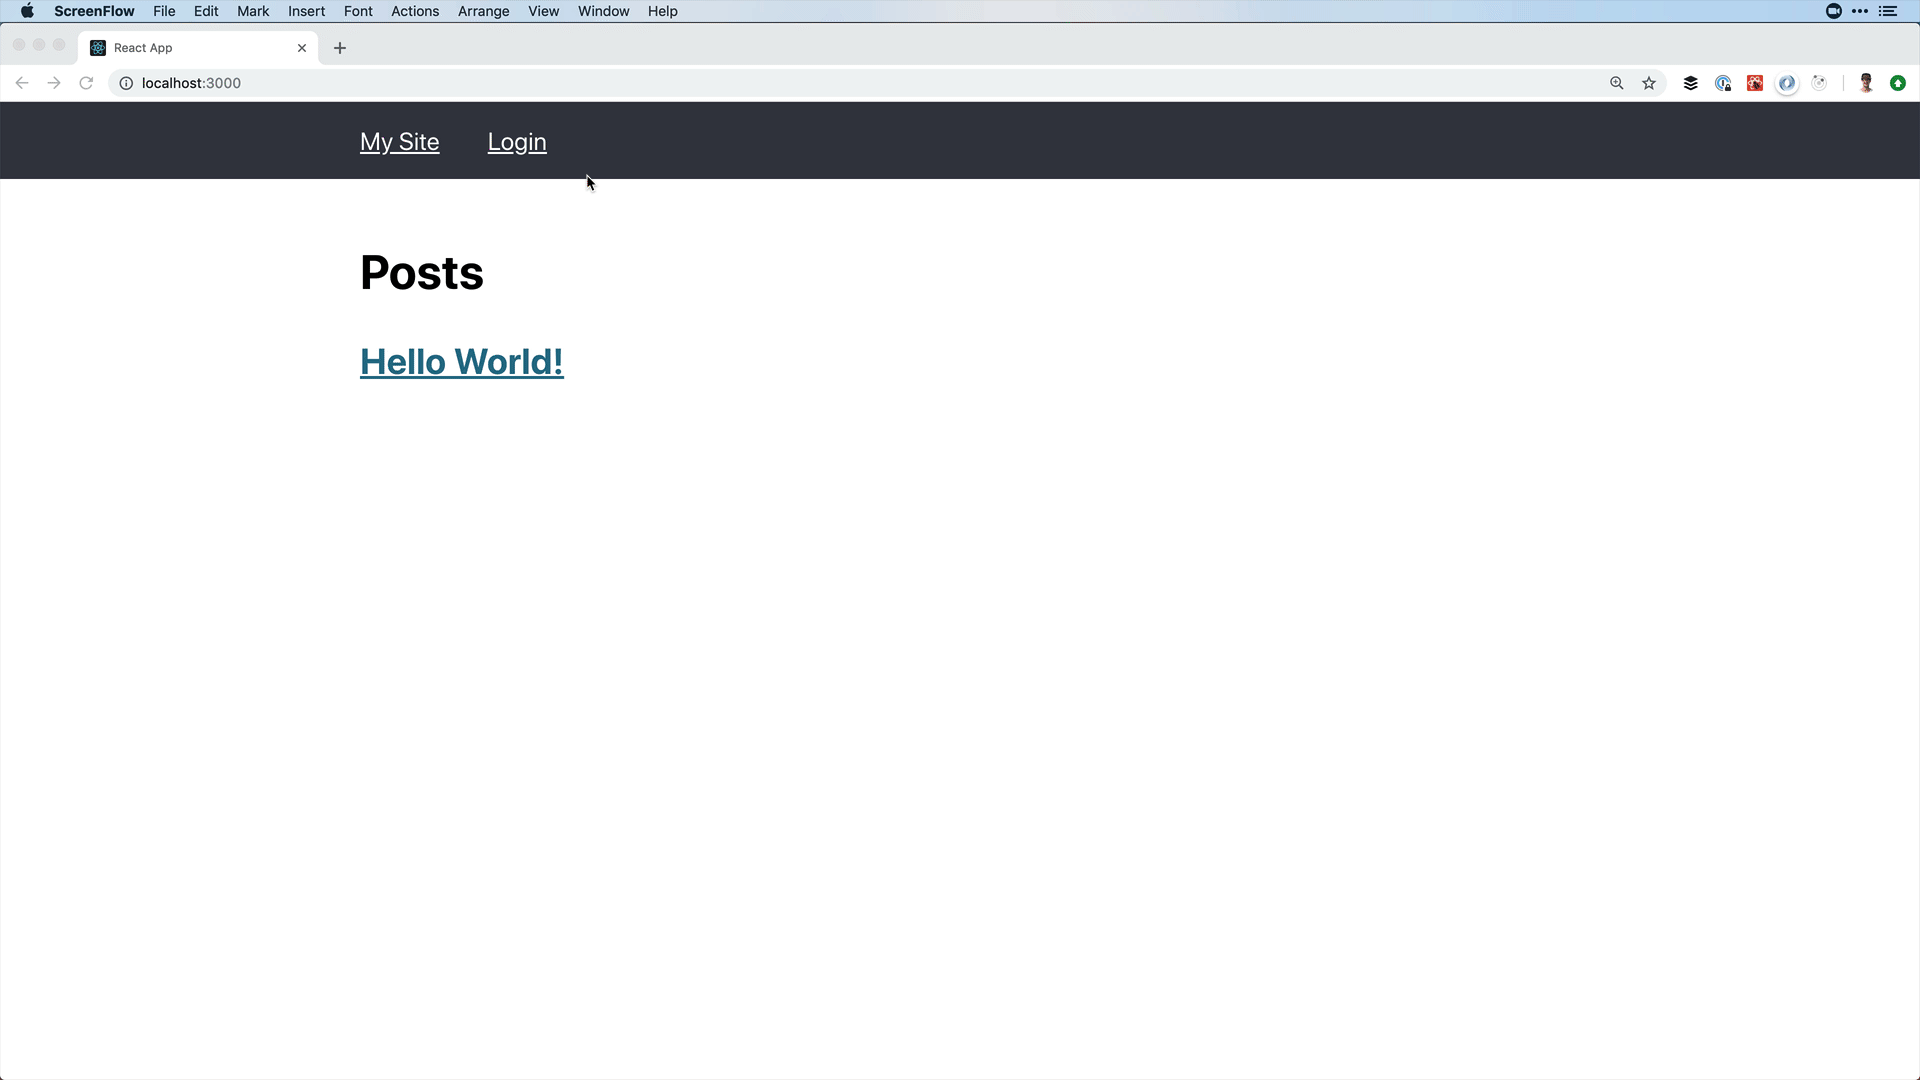 ScreenFlow File Edit Mark Insert Font Actions Arrange View Window Help
React App
localhost:3000
My Site Login
Posts
Hello World!